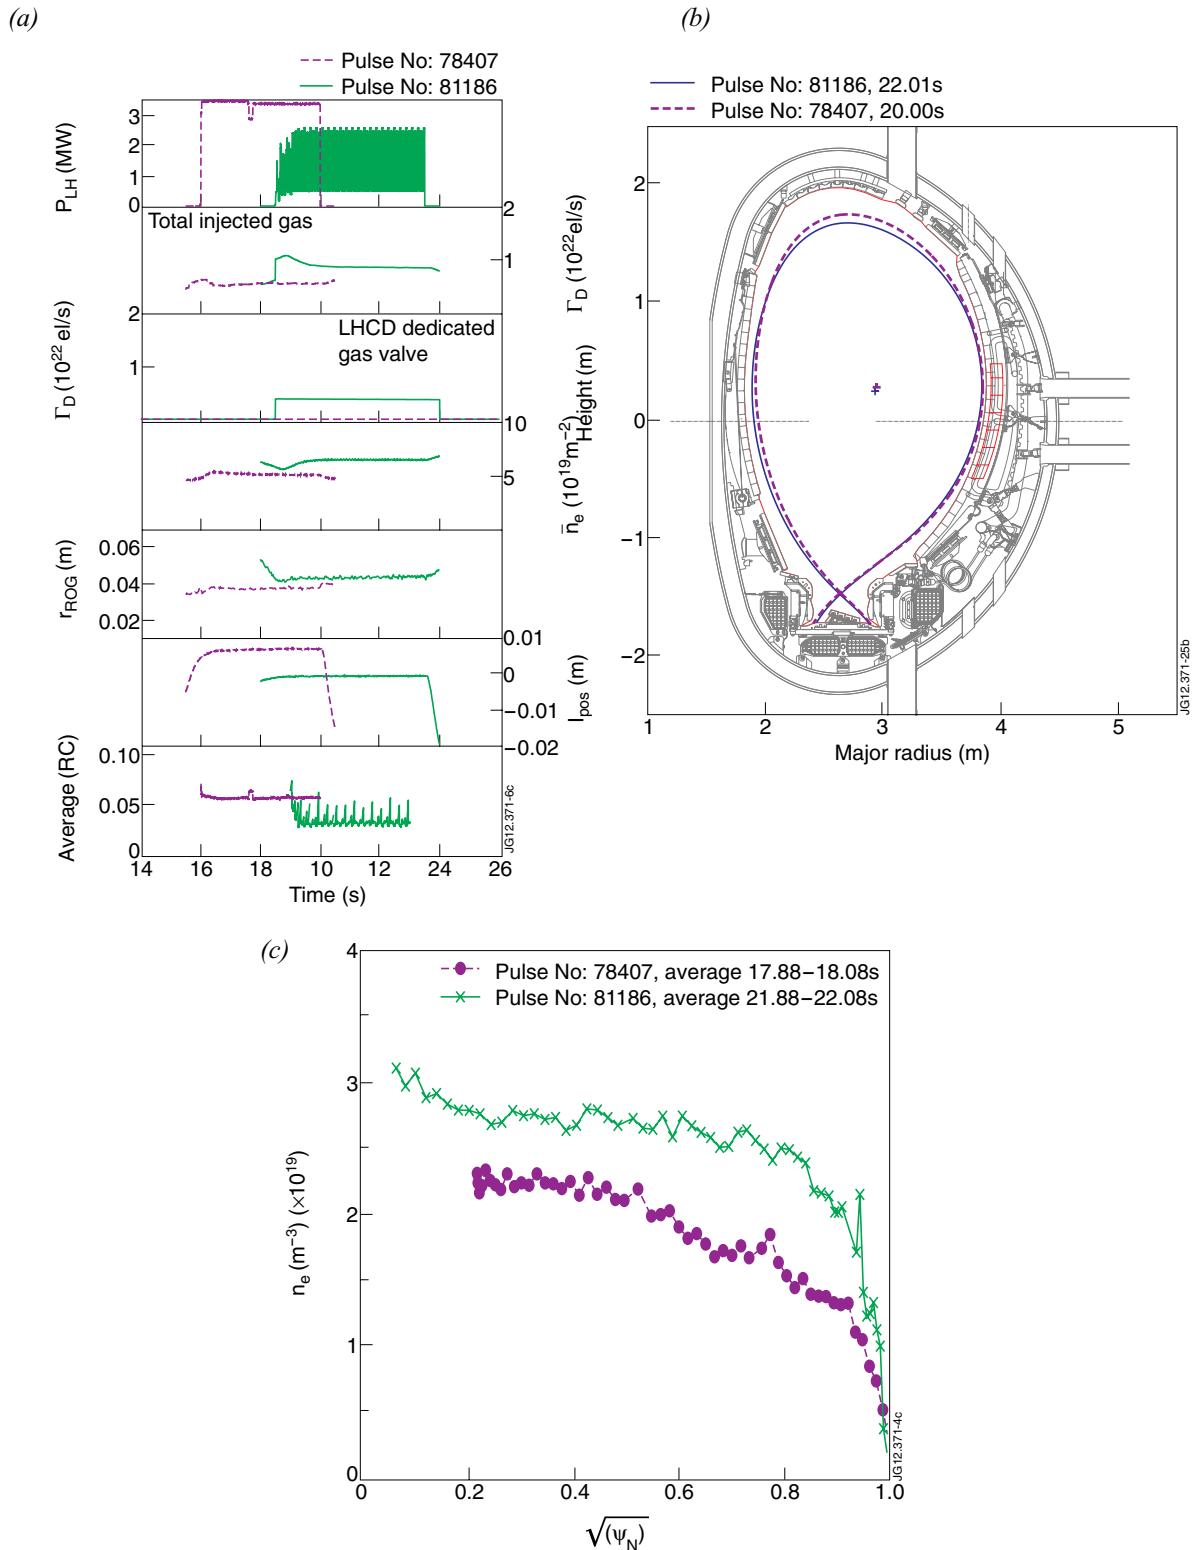 (a)
Pulse No: 78407
Pulse No: 81186
P_LH (MW)
3
2
1
0
Total injected gas
2
1
Γ_D (10^22 el/s)
Γ_D (10^22 el/s)
2
1
LHCD dedicated
gas valve
10
5
n̄_e (10^19 m^−2)
r_ROG (m)
0.06
0.04
0.02
0.01
0
−0.01
−0.02
l_pos (m)
Average (RC)
0.10
0.05
0
14 16 18 10 12 24 26
Time (s)
JG12.371-6c
(b)
Pulse No: 81186, 22.01s
Pulse No: 78407, 20.00s
Height (m)
2
1
0
−1
−2
1 2 3 4 5
Major radius (m)
JG12.371-25b
(c)
Pulse No: 78407, average 17.88−18.08s
Pulse No: 81186, average 21.88−22.08s
n_e (m^−3) (×10^19)
4
3
2
1
0
0.2 0.4 0.6 0.8 1.0
√(ψ_N)
JG12.371-4c